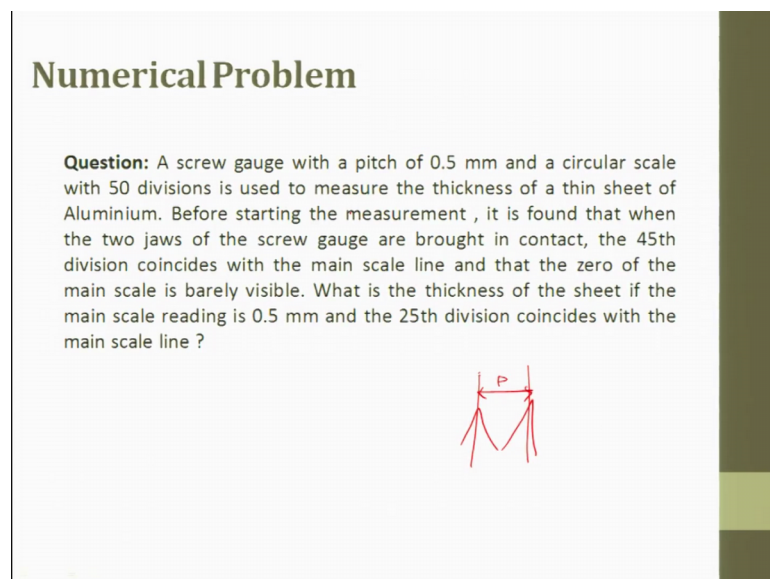 Numerical Problem
Question: A screw gauge with a pitch of 0.5 mm and a circular scale
with 50 divisions is used to measure the thickness of a thin sheet of
Aluminium. Before starting the measurement , it is found that when
the two jaws of the screw gauge are brought in contact, the 45th
division coincides with the main scale line and that the zero of the
main scale is barely visible. What is the thickness of the sheet if the
main scale reading is 0.5 mm and the 25th division coincides with the
main scale line ?
P